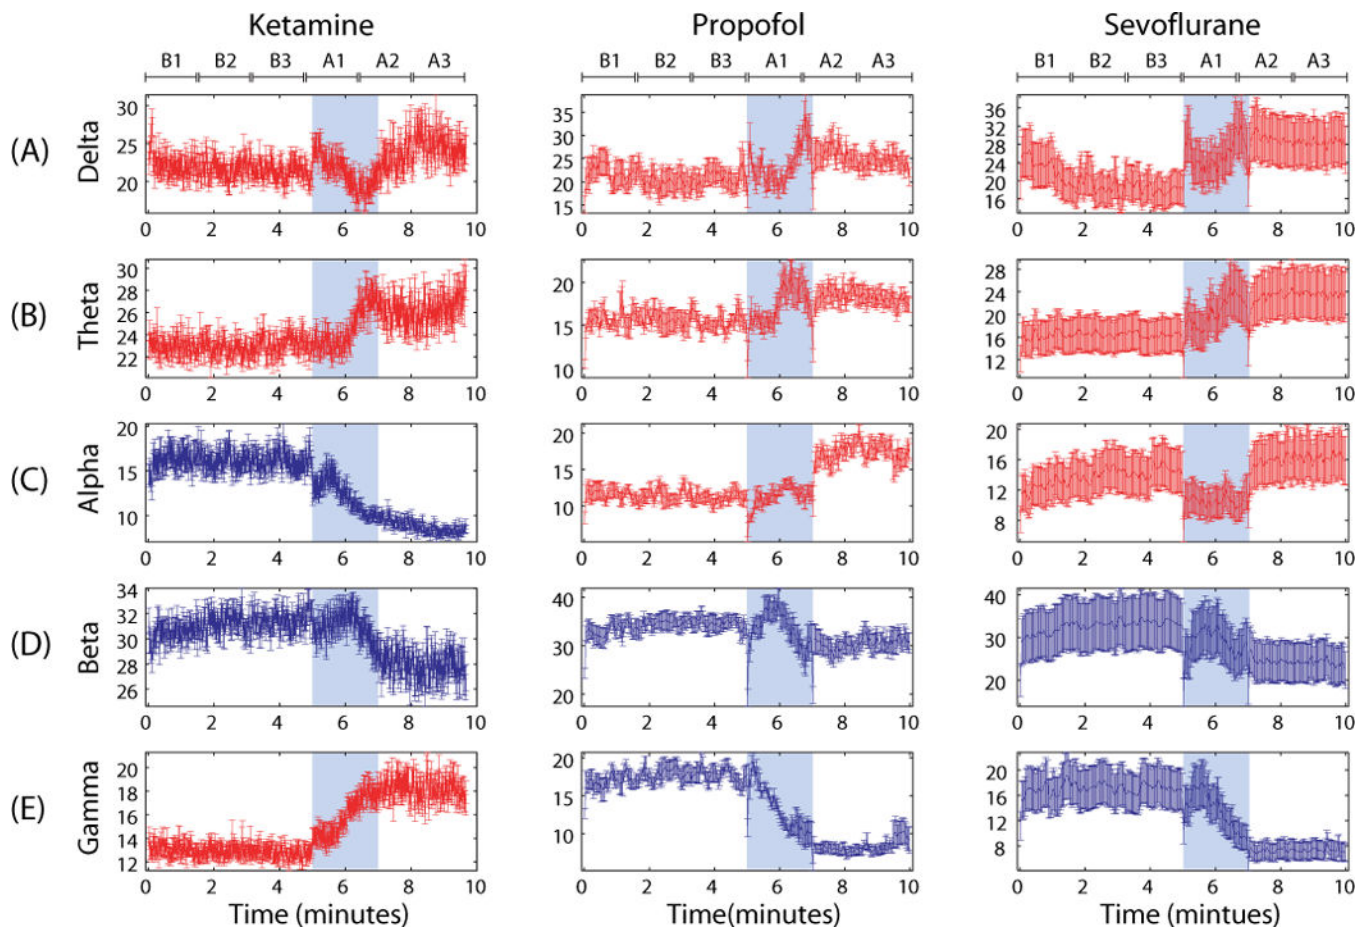 Ketamine Propofol Sevoflurane
B1 B2 B3 A1 A2 A3 B1 B2 B3 A1 A2 A3 B1 B2 B3 A1 A2 A3
(A) Delta
30 25 20
35 30 25 20 15
36 32 28 24 20 16
0 2 4 6 8 10 0 2 4 6 8 10 0 2 4 6 8 10
(B) Theta
30 28 26 24 22
20 15 10
28 24 20 16 12
0 2 4 6 8 10 0 2 4 6 8 10 0 2 4 6 8 10
(C) Alpha
20 15 10
20 15 10
20 16 12 8
0 2 4 6 8 10 0 2 4 6 8 10 0 2 4 6 8 10
(D) Beta
34 32 30 28 26
40 30 20
40 30 20
0 2 4 6 8 10 0 2 4 6 8 10 0 2 4 6 8 10
(E) Gamma
20 18 16 14 12
20 15 10
20 16 12 8
0 2 4 6 8 10 0 2 4 6 8 10 0 2 4 6 8 10
Time (minutes) Time(minutes) Time (mintues)